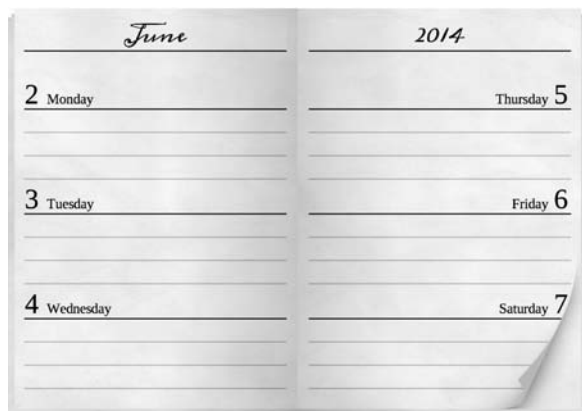 June
2 Monday
3 Tuesday
4 Wednesday
2014
Thursday 5
Friday 6
Saturday 7